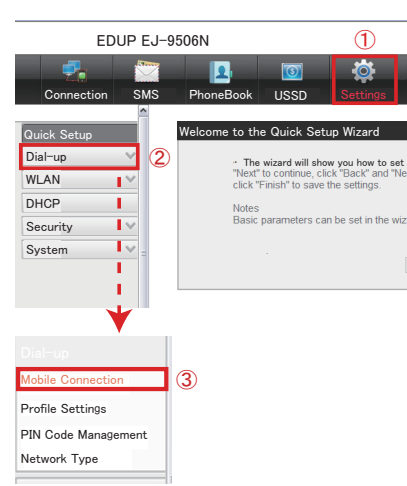 EDUP EJ-9506N
①
Connection SMS PhoneBook USSD Settings
Quick Setup
Dial-up
②
WLAN
DHCP
Security
System
Welcome to the Quick Setup Wizard
The wizard will show you how to set
"Next" to continue, click "Back" and "Ne
click "Finish" to save the settings.
Notes
Basic parameters can be set in the wiz
Dial-up
Mobile Connection
③
Profile Settings
PIN Code Management
Network Type